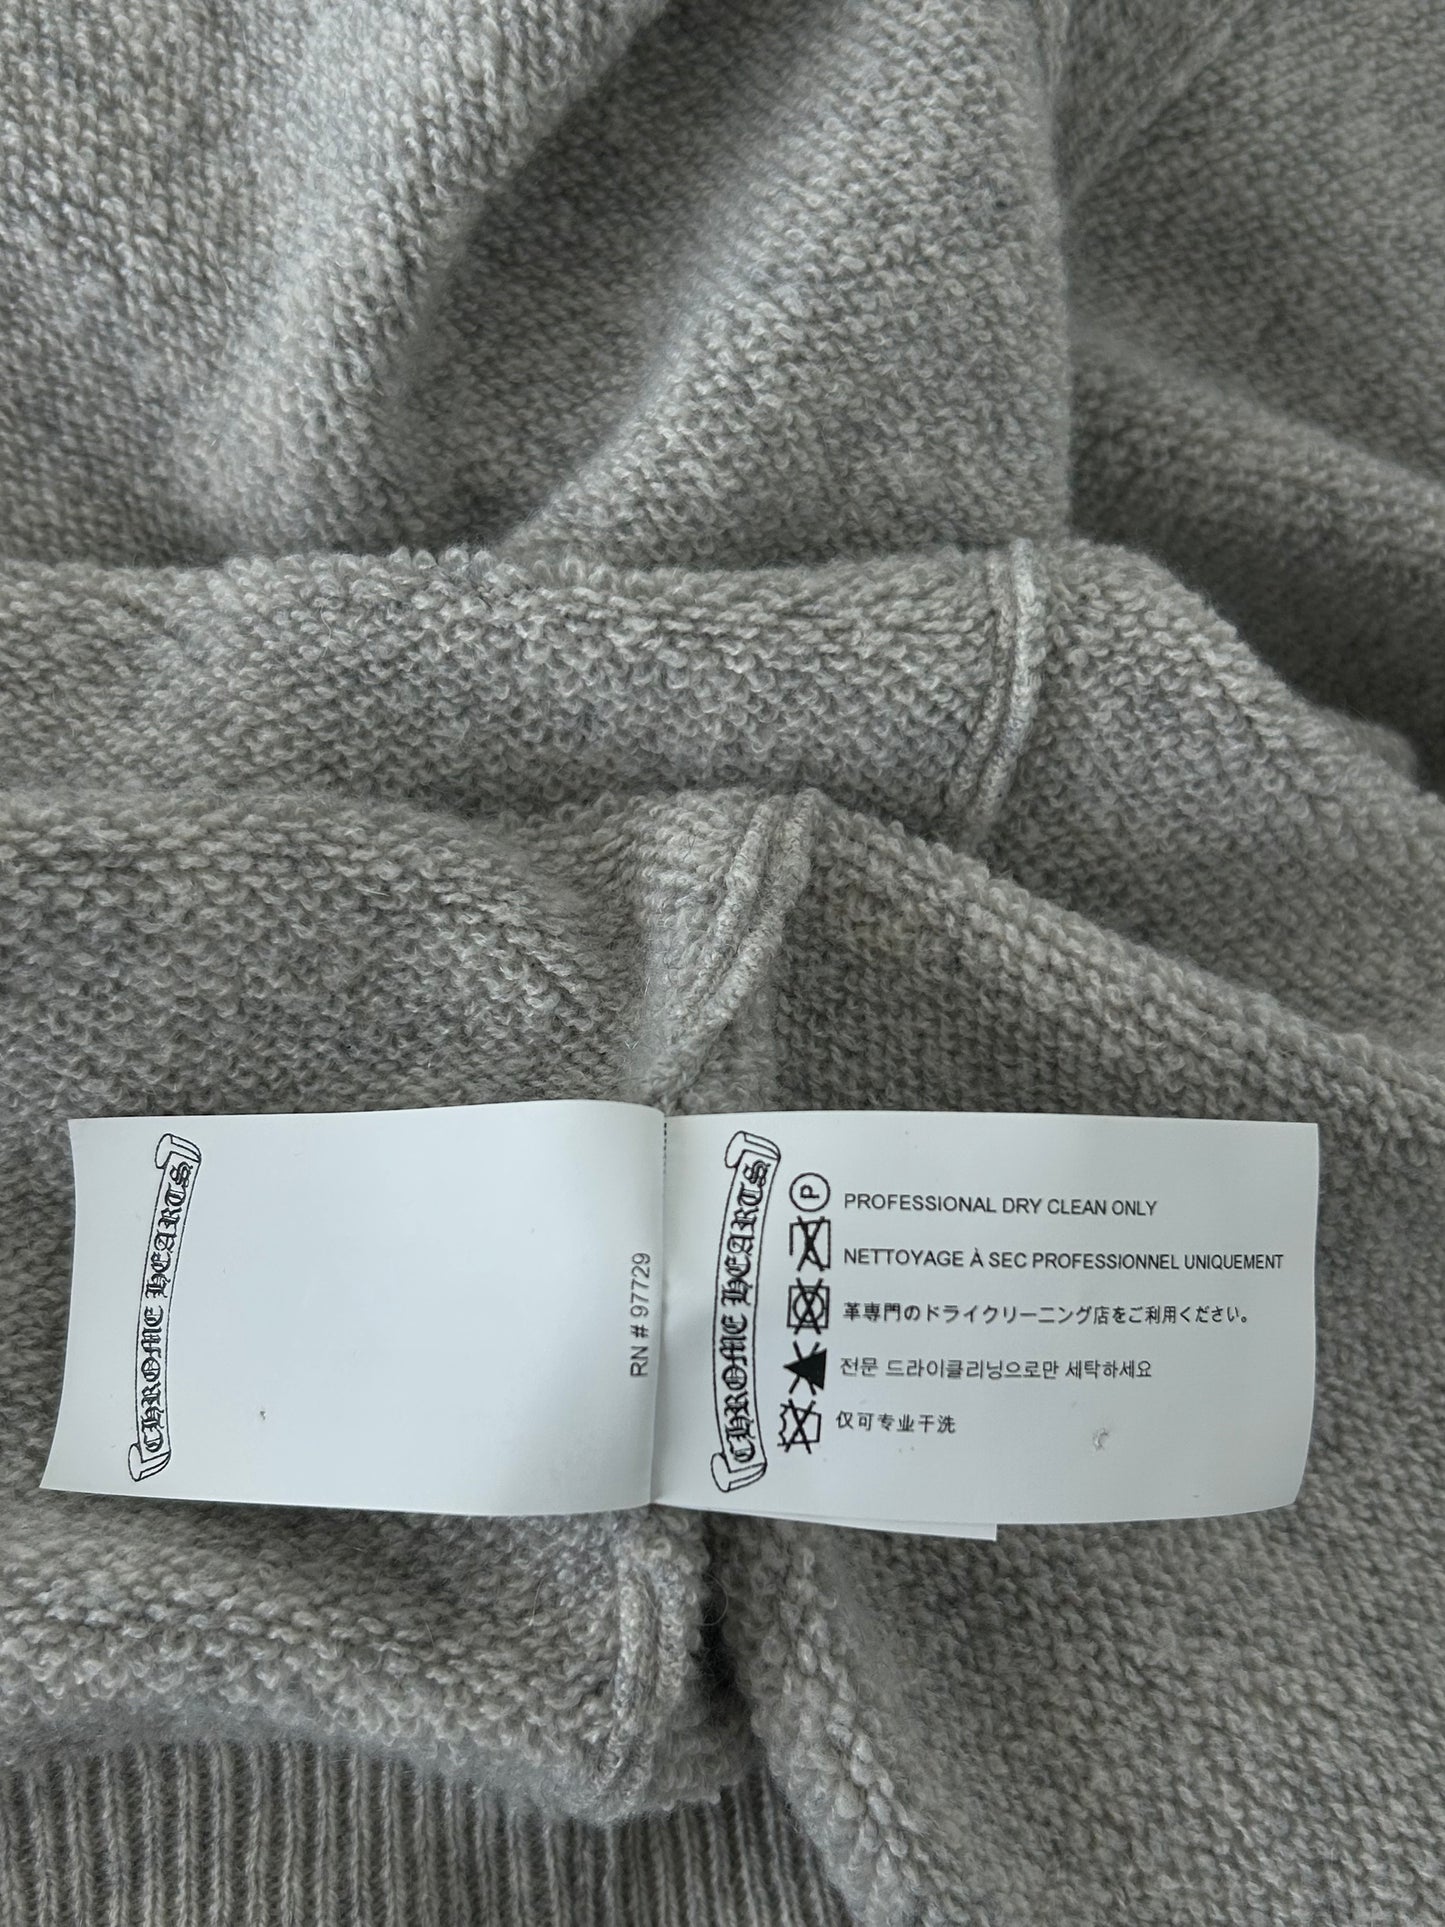 CHROME HEARTS
RN # 97729
CHROME HEARTS
P
PROFESSIONAL DRY CLEAN ONLY
NETTOYAGE À SEC PROFESSIONNEL UNIQUEMENT
革専門のドライクリーニング店をご利用ください。
전문 드라이클리닝으로만 세탁하세요
仅可专业干洗